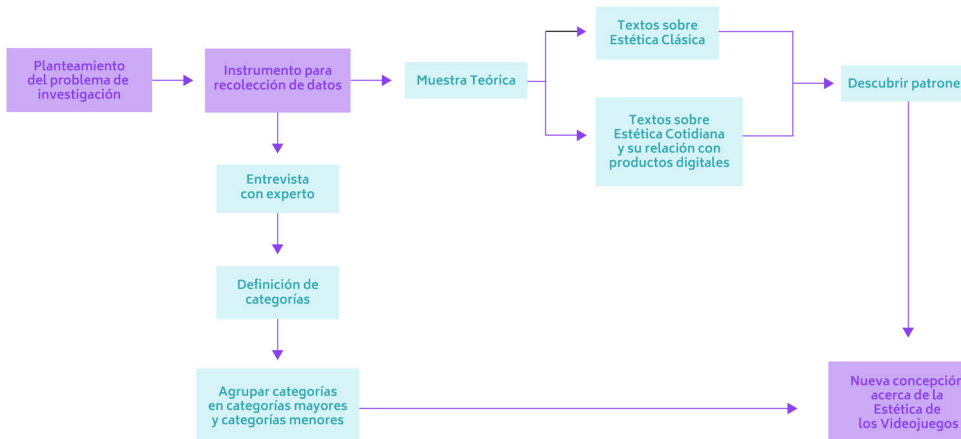 Planteamiento
del problema de
investigación
Instrumento para
recolección de datos
Muestra Teórica
Textos sobre
Estética Clásica
Textos sobre
Estética Cotidiana
y su relación con
productos digitales
Descubrir patrone
Entrevista
con experto
Definición de
categorías
Agrupar categorías
en categorías mayores
y categorías menores
Nueva concepción
acerca de la
Estética de
los Videojuegos